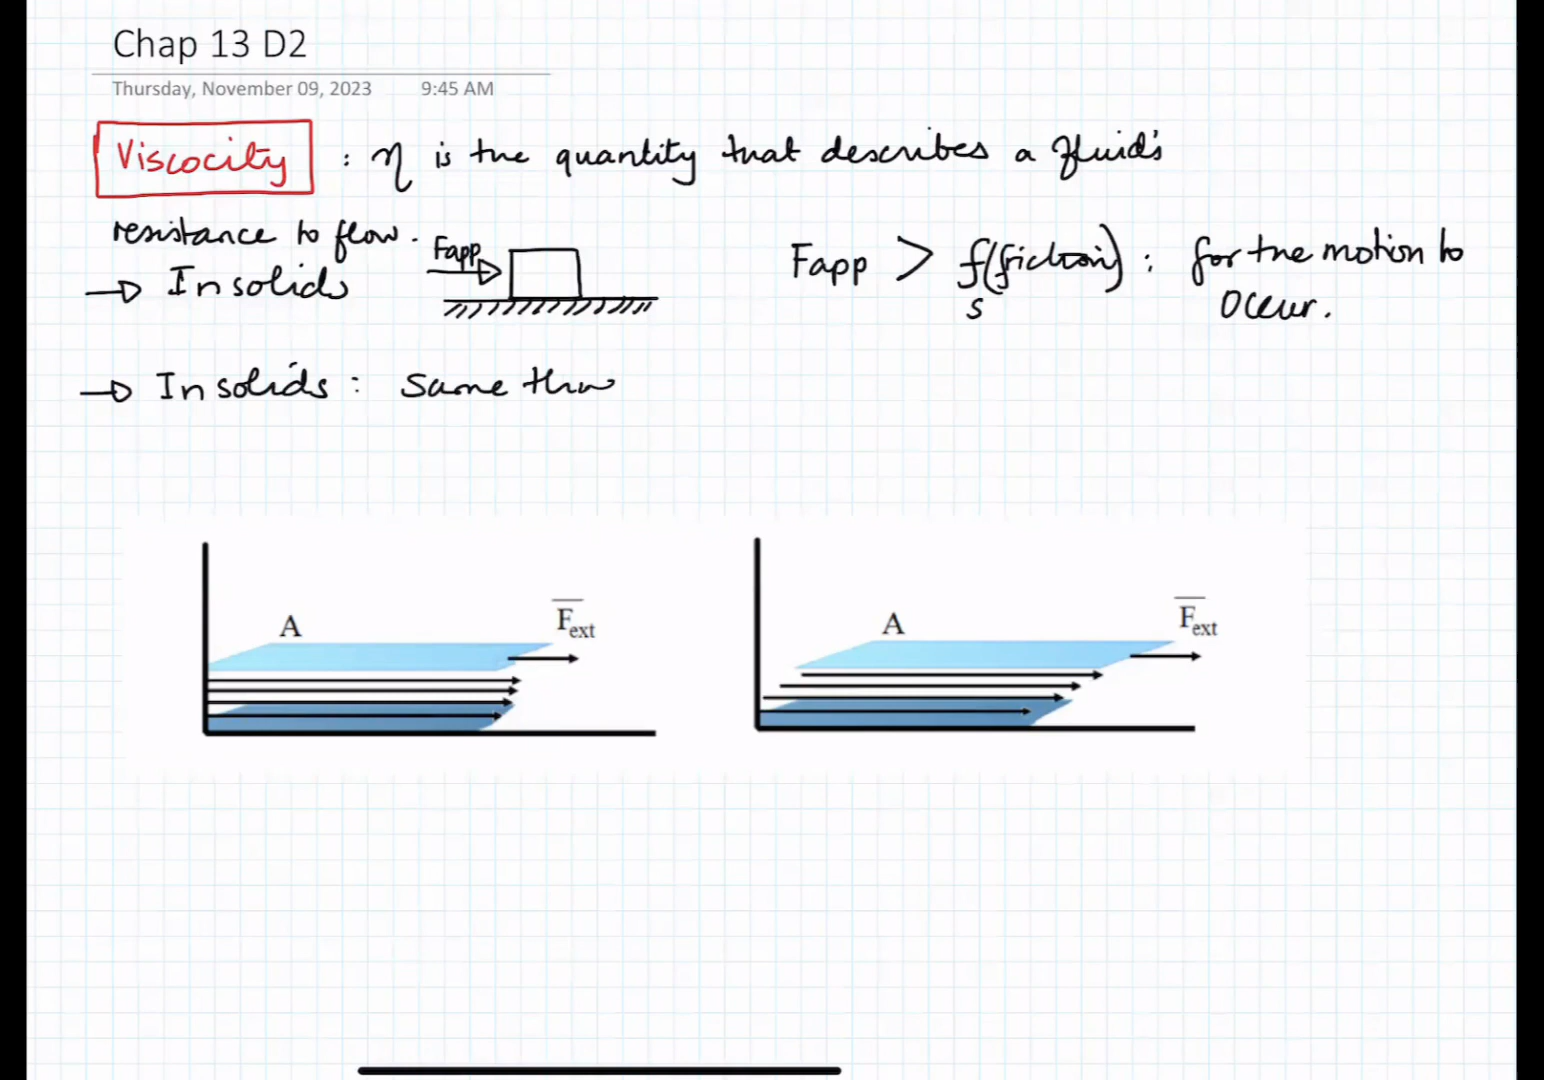 Chap 13 D2
Thursday, November 09, 2023 9:45 AM
Viscocity : η is the quantity that describes a fluid's
resistance to flow.
→ In solids Fapp Fapp > fs(friction) : for the motion to
occur.
→ In solids : same
A Fext A Fext